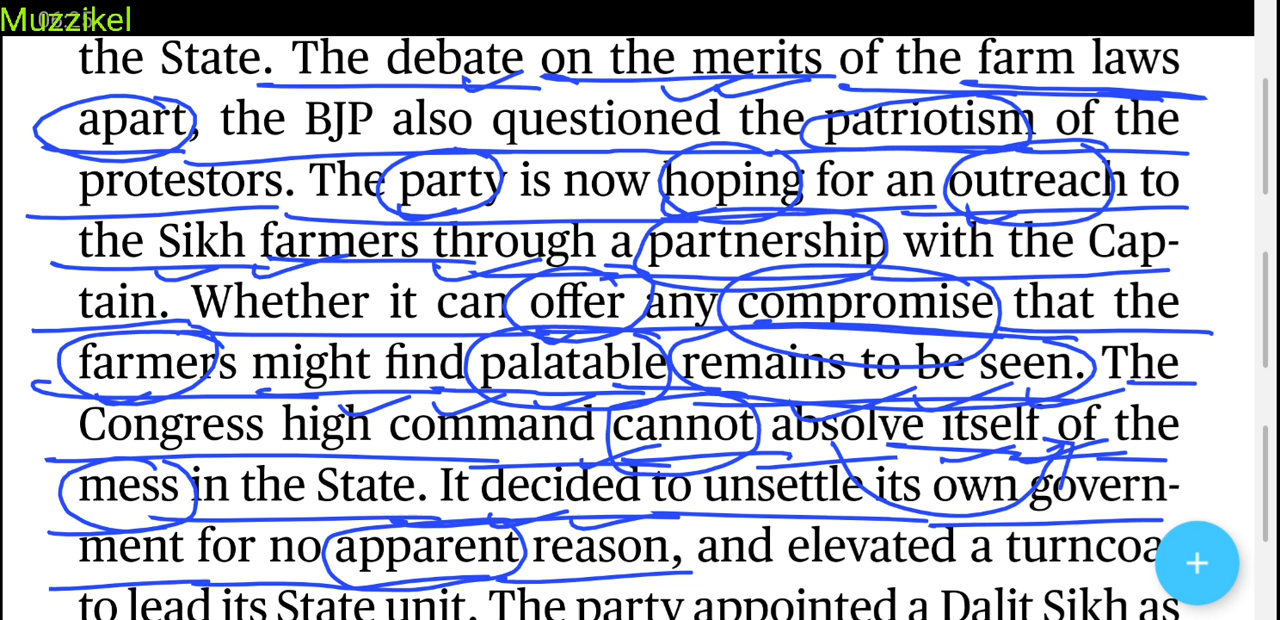 Muzzikel
the State. The debate on the merits of the farm laws
apart, the BJP also questioned the patriotism of the
protestors. The party is now hoping for an outreach to
the Sikh farmers through a partnership with the Cap-
tain. Whether it can offer any compromise that the
farmers might find palatable remains to be seen. The
Congress high command cannot absolve itself of the
mess in the State. It decided to unsettle its own govern-
ment for no apparent reason, and elevated a turncoa
to lead its State unit. The party appointed a Dalit Sikh as